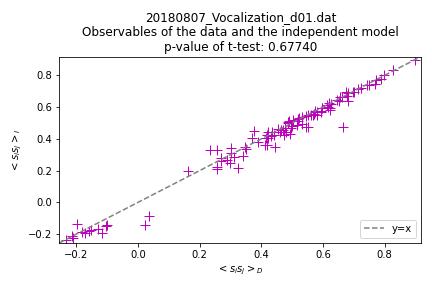 20180807_Vocalization_d01.dat
Observables of the data and the independent model
p-value of t-test: 0.67740
0.8
0.6
0.4
0.2
0.0
−0.2
< s_i s_j >_I
y=x
−0.2 0.0 0.2 0.4 0.6 0.8
< s_i s_j >_D